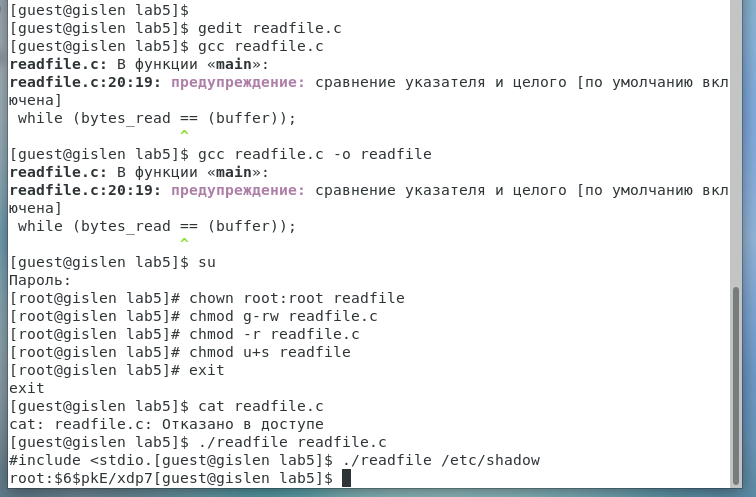 [guest@gislen lab5]$
[guest@gislen lab5]$ gedit readfile.c
[guest@gislen lab5]$ gcc readfile.c
readfile.c: В функции «main»:
readfile.c:20:19: предупреждение: сравнение указателя и целого [по умолчанию вкл
ючена]
 while (bytes_read == (buffer));
                   ^
[guest@gislen lab5]$ gcc readfile.c -o readfile
readfile.c: В функции «main»:
readfile.c:20:19: предупреждение: сравнение указателя и целого [по умолчанию вкл
ючена]
 while (bytes_read == (buffer));
                   ^
[guest@gislen lab5]$ su
Пароль:
[root@gislen lab5]# chown root:root readfile
[root@gislen lab5]# chmod g-rw readfile.c
[root@gislen lab5]# chmod -r readfile.c
[root@gislen lab5]# chmod u+s readfile
[root@gislen lab5]# exit
exit
[guest@gislen lab5]$ cat readfile.c
cat: readfile.c: Отказано в доступе
[guest@gislen lab5]$ ./readfile readfile.c
#include <stdio.[guest@gislen lab5]$ ./readfile /etc/shadow
root:$6$pkE/xdp7[guest@gislen lab5]$